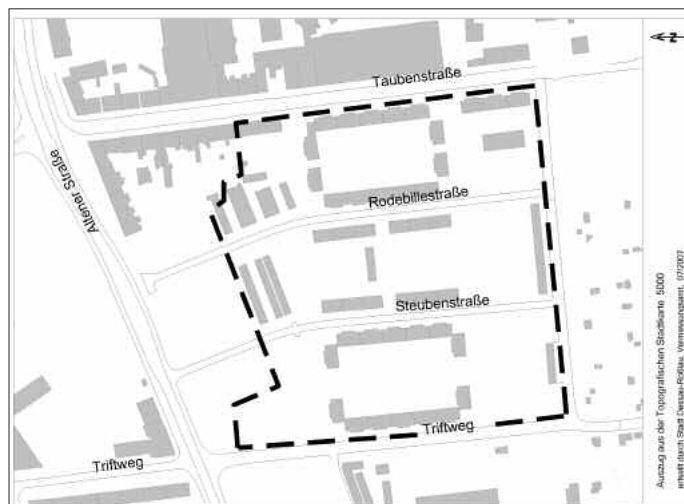 Taubenstraße
N
Altener Straße
Rodebillestraße
Steubenstraße
Triftweg
Triftweg
Auszug aus der Topografischen Stadtkarte 5000
erstellt durch Stadt Dessau-Roßlau, Vermessungsamt, 07/2007